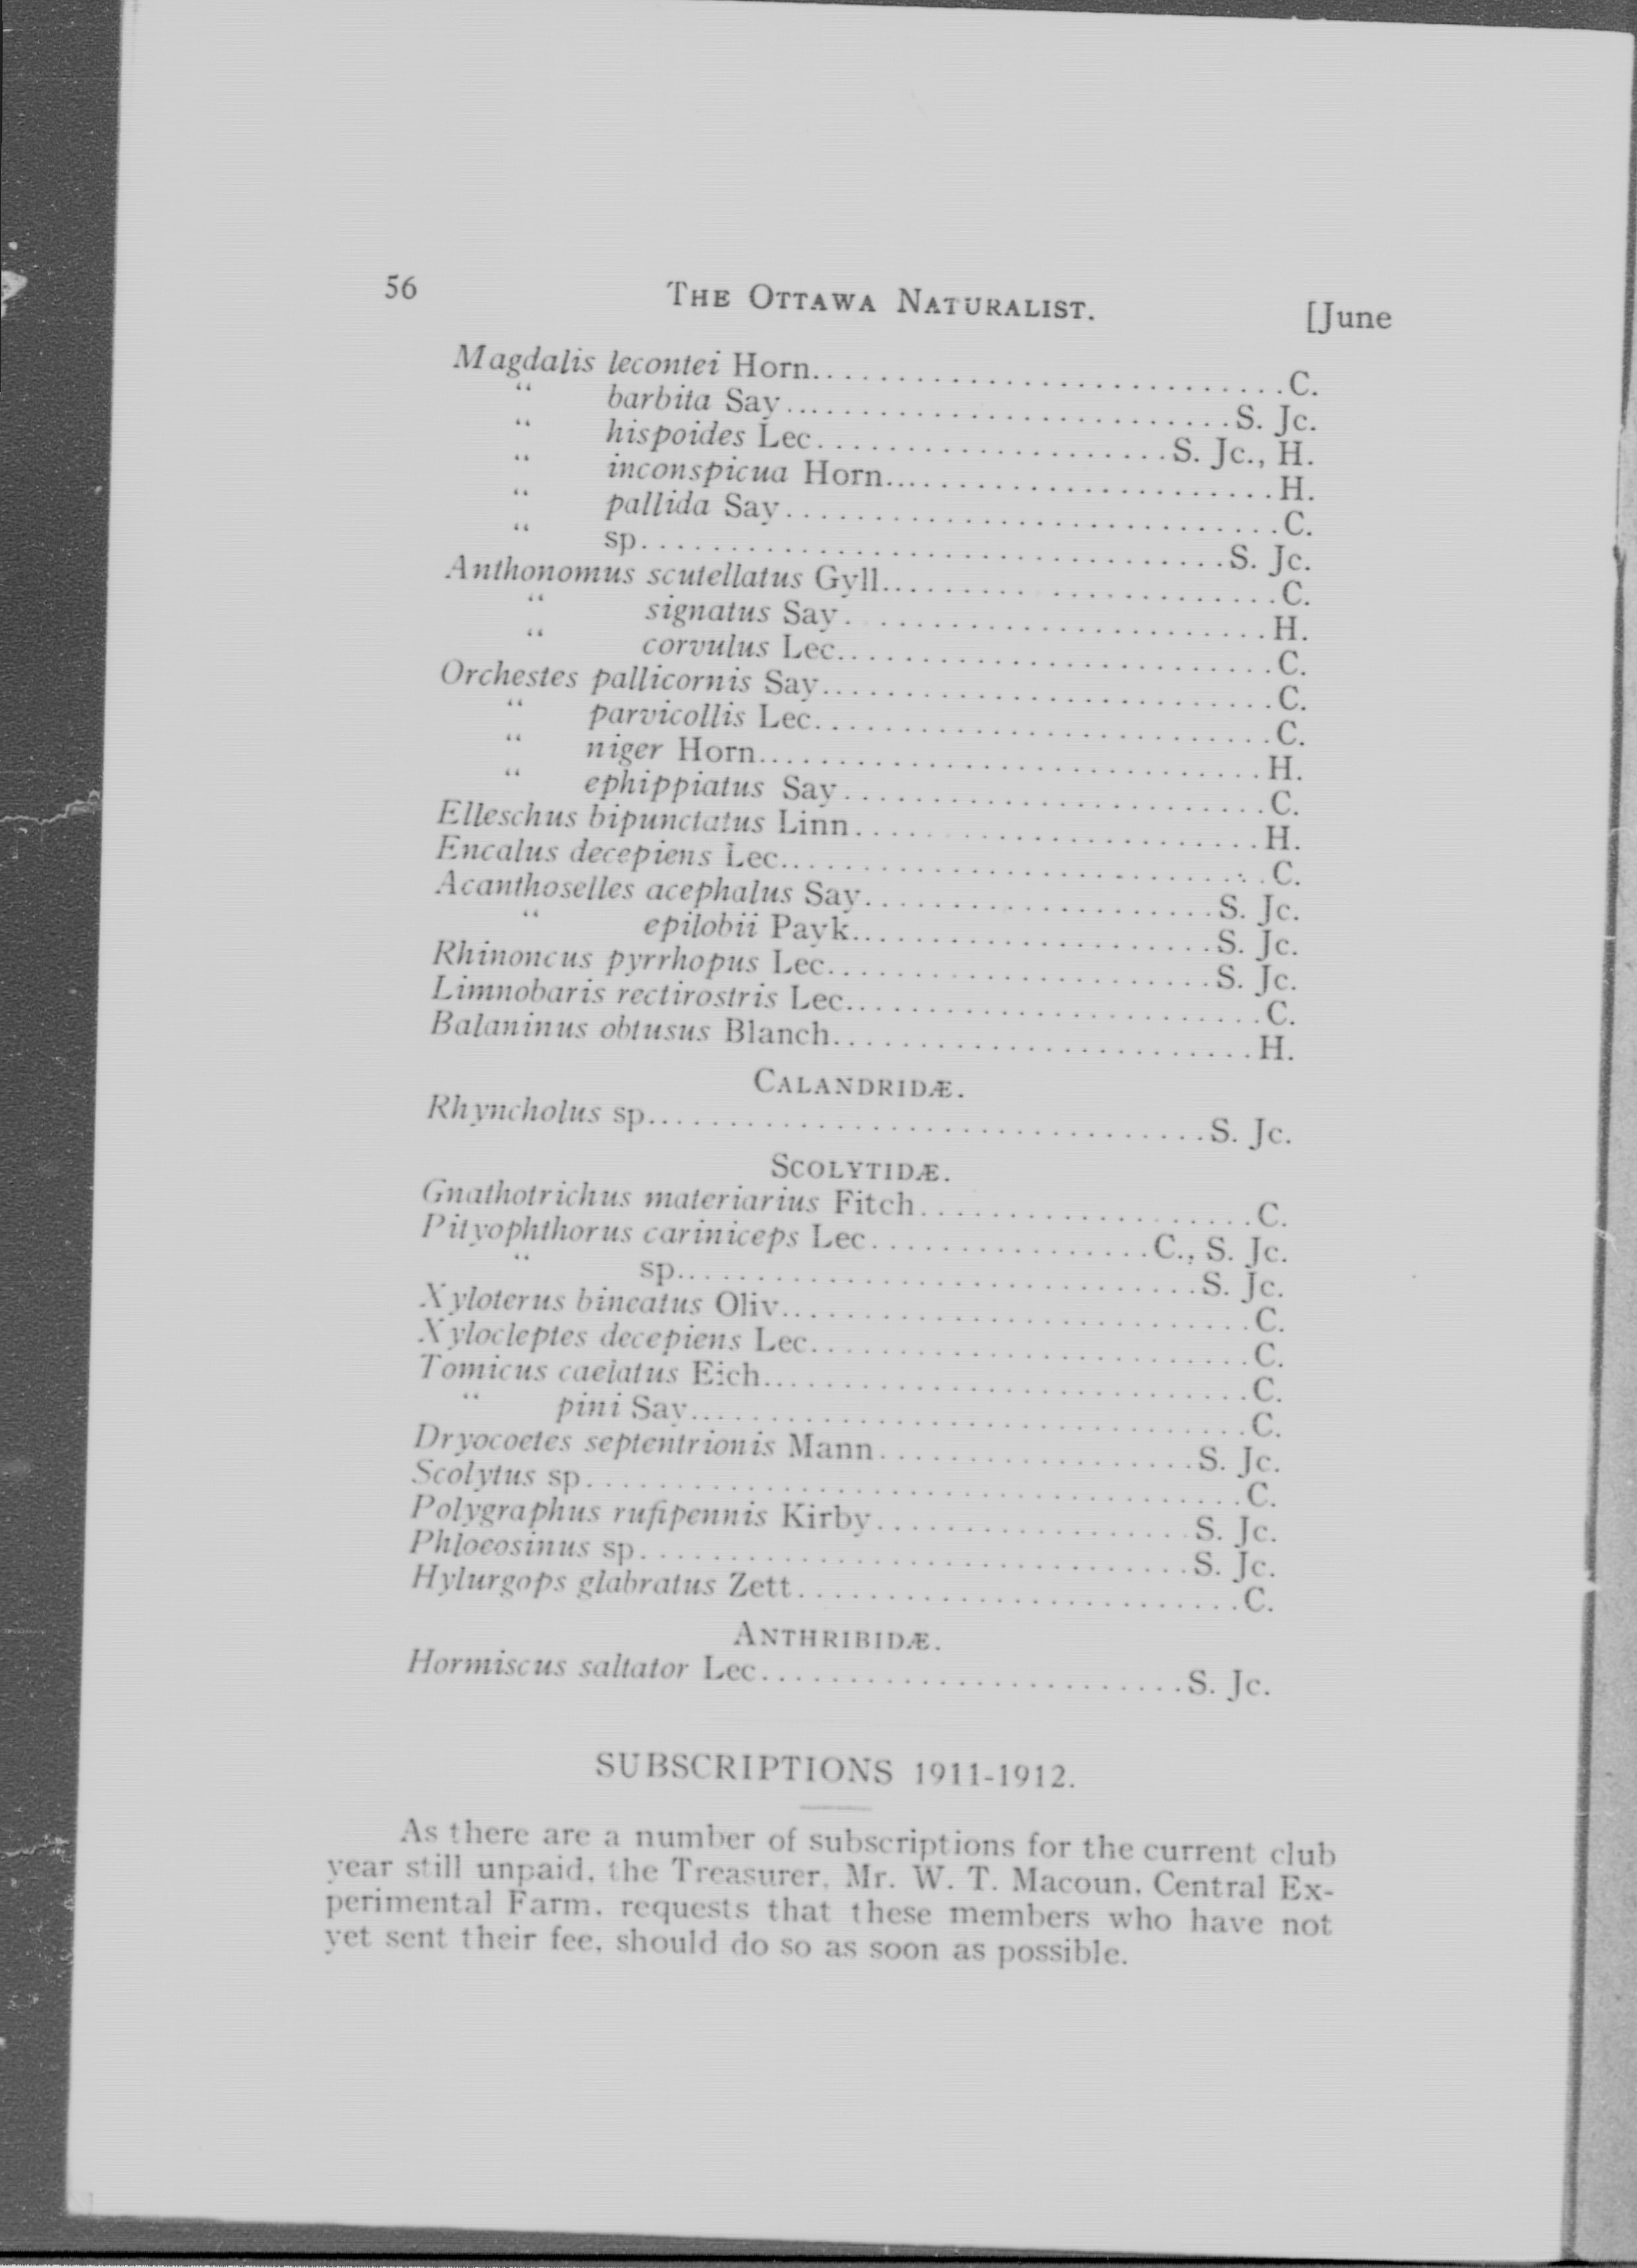 56 THE OTTAWA NATURALIST. [June
Magdalis lecontei Horn............................C.
“ barbita Say..........................S. Jc.
“ hispoides Lec.....................S. Jc., H.
“ inconspicua Horn.......................H.
“ pallida Say.............................C.
“ sp..................................S. Jc.
Anthonomus scutellatus Gyll........................C.
“ signatus Say.........................H.
“ corvulus Lec..........................C.
Orchestes pallicornis Say...........................C.
“ parvicollis Lec...........................C.
“ niger Horn..............................H.
“ ephippiatus Say.........................C.
Elleschus bipunctatus Linn........................H.
Encalus decepiens Lec.............................C.
Acanthoselles acephalus Say.....................S. Jc.
“ epilobii Payk.....................S. Jc.
Rhinoncus pyrrhopus Lec.......................S. Jc.
Limnobaris rectirostris Lec.........................C.
Balaninus obtusus Blanch.........................H.
CALANDRIDÆ.
Rhyncholus sp.................................S. Jc.
SCOLYTIDÆ.
Gnathotrichus materiarius Fitch....................C.
Pityophthorus cariniceps Lec.................C., S. Jc.
“ sp...............................S. Jc.
Xyloterus bineatus Oliv............................C.
Xylocleptes decepiens Lec..........................C.
Tomicus caelatus Eich.............................C.
“ pini Say.................................C.
Dryocoetes septentrionis Mann...................S. Jc.
Scolytus sp.......................................C.
Polygraphus rufipennis Kirby...................S. Jc.
Phloeosinus sp.................................S. Jc.
Hylurgops glabratus Zett...........................C.
ANTHRIBIDÆ.
Hormiscus saltator Lec.........................S. Jc.
SUBSCRIPTIONS 1911-1912.
As there are a number of subscriptions for the current club
year still unpaid, the Treasurer, Mr. W. T. Macoun, Central Ex-
perimental Farm, requests that these members who have not
yet sent their fee, should do so as soon as possible.